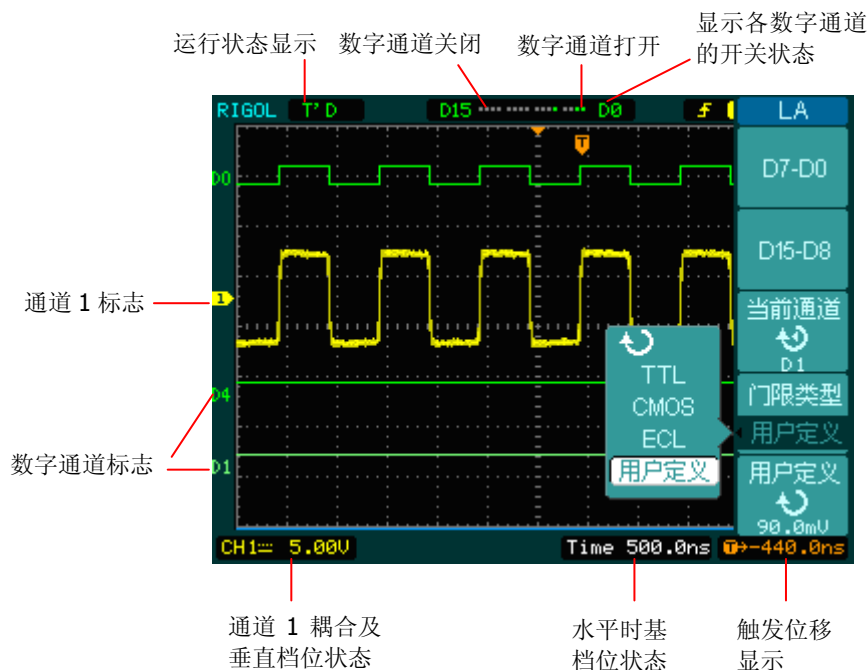 运行状态显示
数字通道关闭
数字通道打开
显示各数字通道
的开关状态
RIGOL T'D D15 D0 LA
D7-D0
D0
D15-D8
通道 1 标志
1
当前通道
D1
TTL
CMOS
ECL
用户定义
门限类型
用户定义
D4
数字通道标志
D1
用户定义
90.0mV
CH1 5.00V Time 500.0ns T→-440.0ns
T
通道 1 耦合及
垂直档位状态
水平时基
档位状态
触发位移
显示